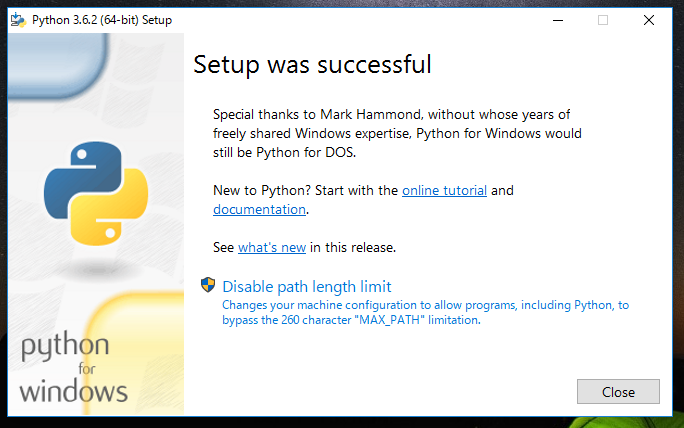 Python 3.6.2 (64-bit) Setup
Setup was successful
Special thanks to Mark Hammond, without whose years of
freely shared Windows expertise, Python for Windows would
still be Python for DOS.
New to Python? Start with the online tutorial and
documentation.
See what's new in this release.
Disable path length limit
Changes your machine configuration to allow programs, including Python, to
bypass the 260 character "MAX_PATH" limitation.
python
for
windows
Close